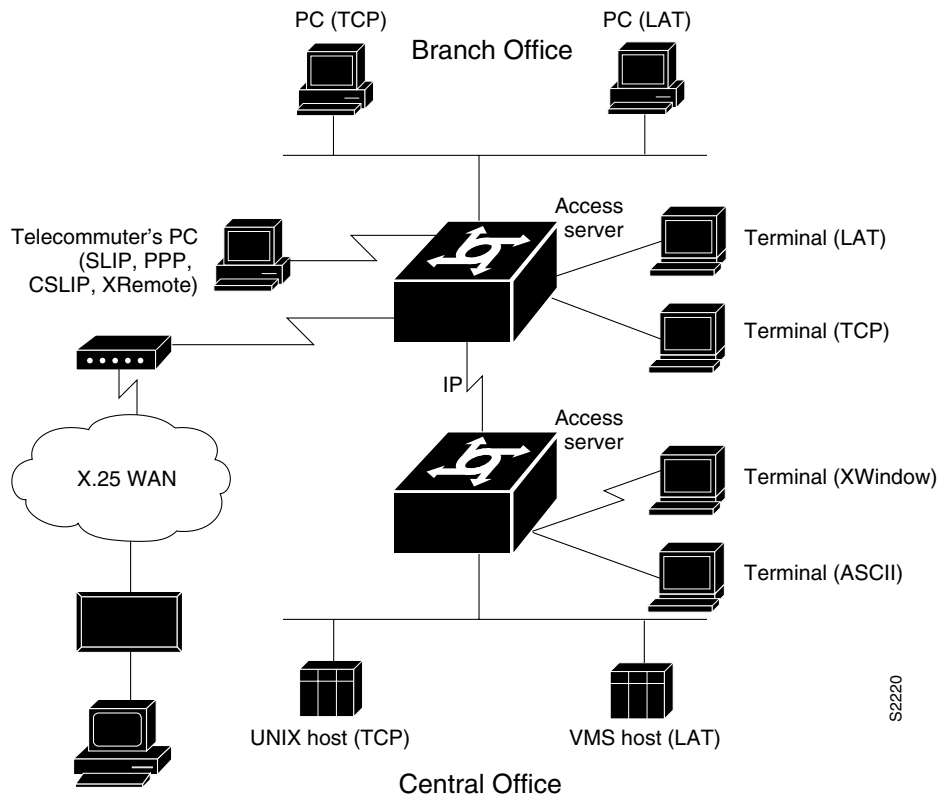 PC (TCP)
PC (LAT)
Branch Office
Access
server
Telecommuter's PC
(SLIP, PPP,
CSLIP, XRemote)
Terminal (LAT)
Terminal (TCP)
IP
Access
server
X.25 WAN
Terminal (XWindow)
Terminal (ASCII)
UNIX host (TCP)
VMS host (LAT)
S2220
Central Office